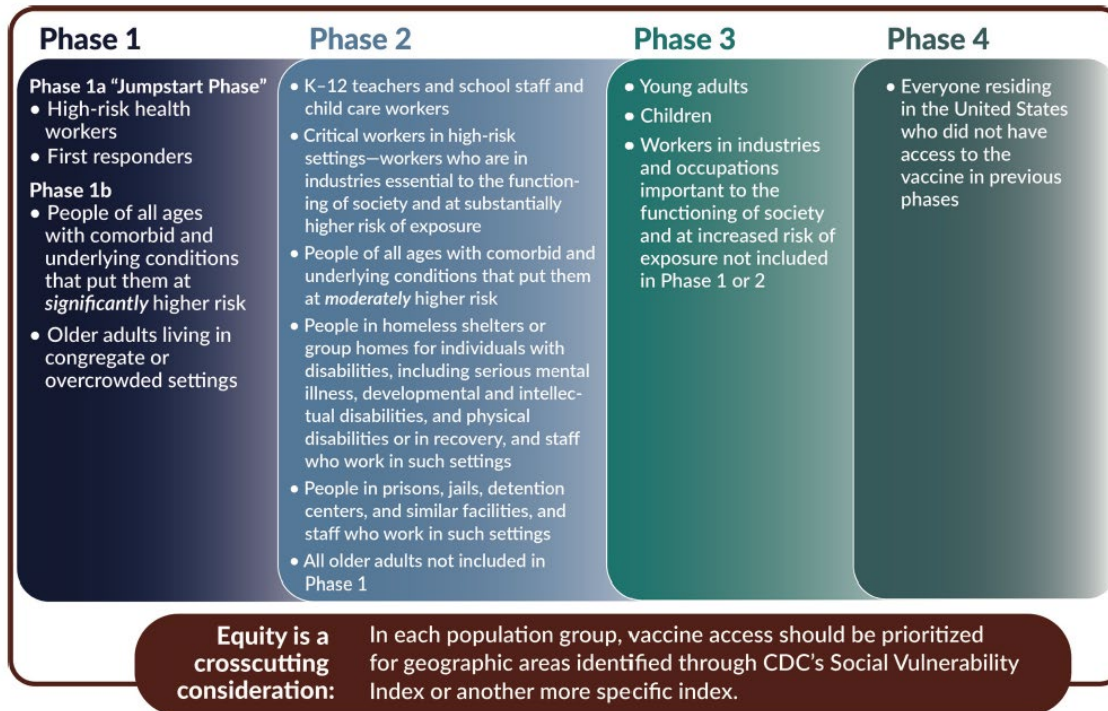 Phase 1
Phase 1a “Jumpstart Phase”
• High-risk health
workers
• First responders
Phase 1b
• People of all ages
with comorbid and
underlying conditions
that put them at
significantly higher risk
• Older adults living in
congregate or
overcrowded settings
Phase 2
• K–12 teachers and school staff and
child care workers
• Critical workers in high-risk
settings—workers who are in
industries essential to the function-
ing of society and at substantially
higher risk of exposure
• People of all ages with comorbid and
underlying conditions that put them
at moderately higher risk
• People in homeless shelters or
group homes for individuals with
disabilities, including serious mental
illness, developmental and intellec-
tual disabilities, and physical
disabilities or in recovery, and staff
who work in such settings
• People in prisons, jails, detention
centers, and similar facilities, and
staff who work in such settings
• All older adults not included in
Phase 1
Phase 3
• Young adults
• Children
• Workers in industries
and occupations
important to the
functioning of society
and at increased risk of
exposure not included
in Phase 1 or 2
Phase 4
• Everyone residing
in the United States
who did not have
access to the
vaccine in previous
phases
Equity is a
crosscutting
consideration:
In each population group, vaccine access should be prioritized
for geographic areas identified through CDC’s Social Vulnerability
Index or another more specific index.